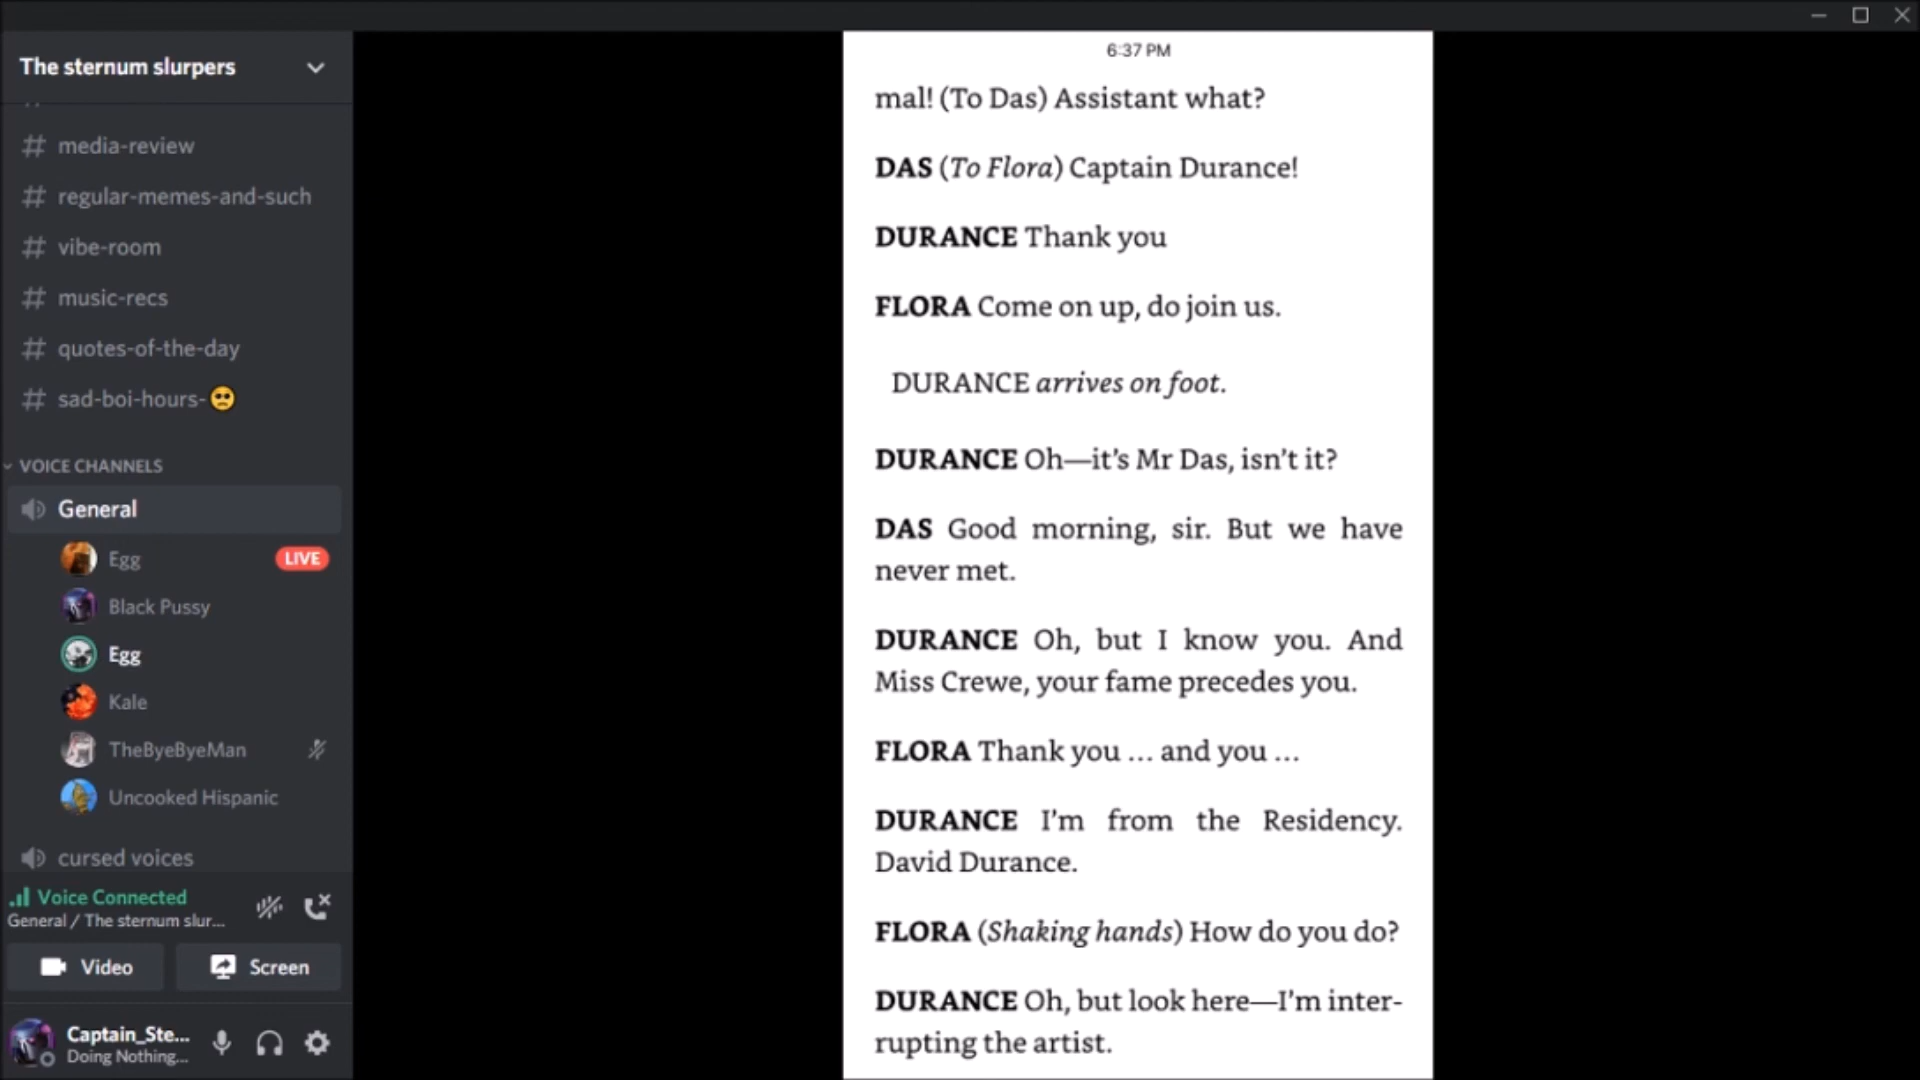 The sternum slurpers
media-review
regular-memes-and-such
vibe-room
music-recs
quotes-of-the-day
sad-boi-hours-🥺
VOICE CHANNELS
General
Egg LIVE
Black Pussy
Egg
Kale
TheByeByeMan
Uncooked Hispanic
cursed voices
Voice Connected
General / The sternum slur...
Video Screen
Captain_Ste...
Doing Nothing...
6:37 PM
mal! (To Das) Assistant what?
DAS (To Flora) Captain Durance!
DURANCE Thank you
FLORA Come on up, do join us.
DURANCE arrives on foot.
DURANCE Oh—it's Mr Das, isn't it?
DAS Good morning, sir. But we have
never met.
DURANCE Oh, but I know you. And
Miss Crewe, your fame precedes you.
FLORA Thank you ... and you ...
DURANCE I'm from the Residency.
David Durance.
FLORA (Shaking hands) How do you do?
DURANCE Oh, but look here—I'm inter-
rupting the artist.